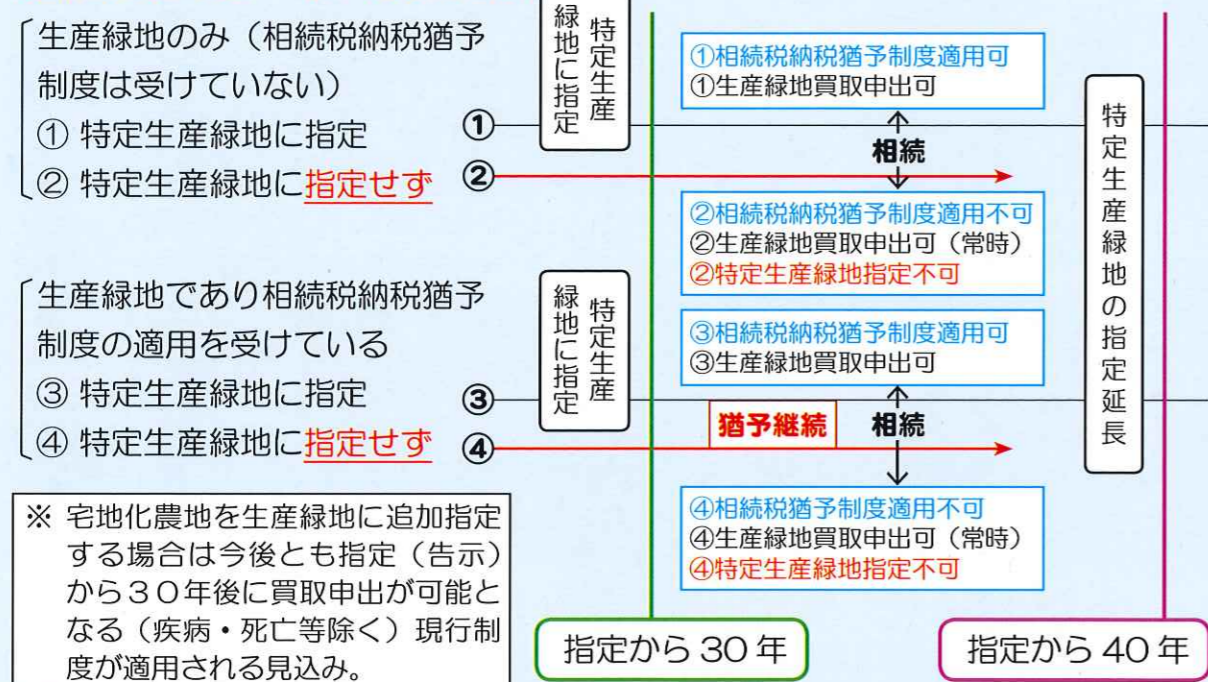 生産緑地のみ（相続税納税猶予
制度は受けていない）
① 特定生産緑地に指定
② 特定生産緑地に指定せず
①
②
特定生産
緑地に指定
①相続税納税猶予制度適用可
①生産緑地買取申出可
相続
②相続税納税猶予制度適用不可
②生産緑地買取申出可（常時）
②特定生産緑地指定不可
特定生産緑地の指定延長
生産緑地であり相続税納税猶予
制度の適用を受けている
③ 特定生産緑地に指定
④ 特定生産緑地に指定せず
③
④
特定生産
緑地に指定
③相続税納税猶予制度適用可
③生産緑地買取申出可
猶予継続
相続
④相続税猶予制度適用不可
④生産緑地買取申出可（常時）
④特定生産緑地指定不可
※ 宅地化農地を生産緑地に追加指定
する場合は今後とも指定（告示）
から３０年後に買取申出が可能と
なる（疾病・死亡等除く）現行制
度が適用される見込み。
指定から 30 年
指定から 40 年